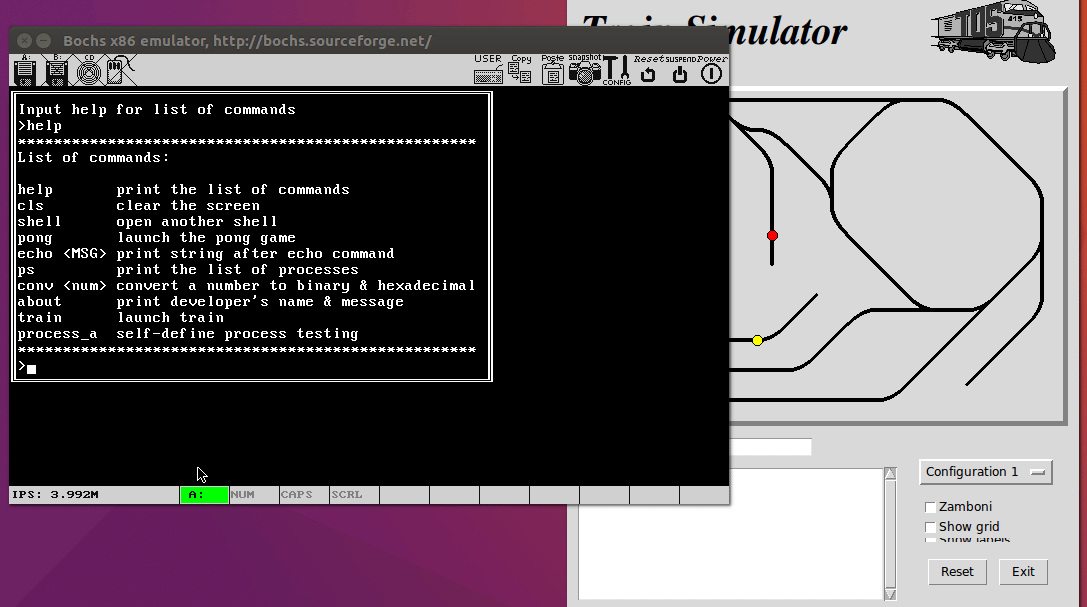 Train Simulator
TOS
415
Bochs x86 emulator, http://bochs.sourceforge.net/
A: B: CD
USER Copy Paste Snapshot CONFIG Reset SUSPEND Power
Input help for list of commands
>help
***************************************************
List of commands:
help print the list of commands
cls clear the screen
shell open another shell
pong launch the pong game
echo <MSG> print string after echo command
ps print the list of processes
conv <num> convert a number to binary & hexadecimal
about print developer's name & message
train launch train
process_a self-define process testing
***************************************************
>
IPS: 3.992M A: NUM CAPS SCRL
Configuration 1
Zamboni
Show grid
Show labels
Reset Exit